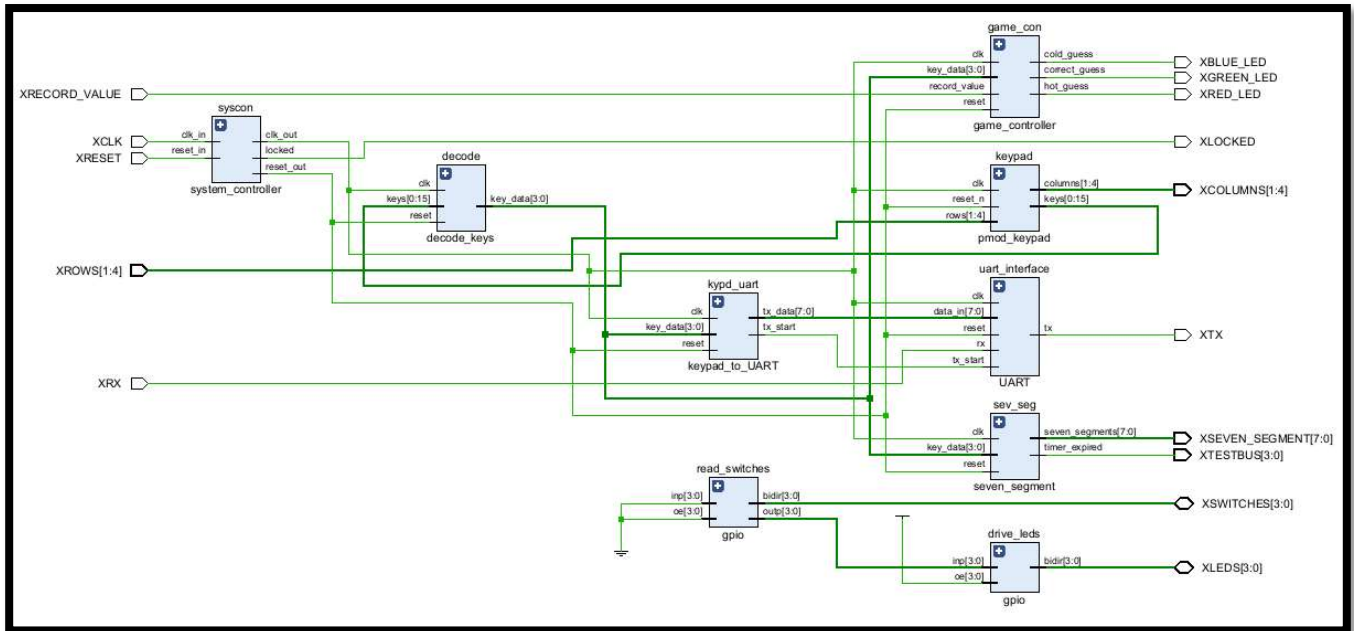 game_con
clk
key_data[3:0]
record_value
reset
cold_guess
correct_guess
hot_guess
game_controller
XBLUE_LED
XGREEN_LED
XRED_LED
XRECORD_VALUE
syscon
XCLK
XRESET
clk_in
reset_in
clk_out
locked
reset_out
system_controller
XLOCKED
decode
clk
keys[0:15]
reset
key_data[3:0]
decode_keys
keypad
clk
reset_n
rows[1:4]
columns[1:4]
keys[0:15]
pmod_keypad
XCOLUMNS[1:4]
XROWS[1:4]
kypd_uart
clk
key_data[3:0]
reset
tx_data[7:0]
tx_start
keypad_to_UART
uart_interface
clk
data_in[7:0]
reset
rx
tx_start
tx
UART
XTX
XRX
sev_seg
clk
key_data[3:0]
reset
seven_segments[7:0]
timer_expired
seven_segment
XSEVEN_SEGMENT[7:0]
XTESTBUS[3:0]
read_switches
inp[3:0]
oe[3:0]
bidir[3:0]
outp[3:0]
gpio
XSWITCHES[3:0]
drive_leds
inp[3:0]
oe[3:0]
bidir[3:0]
gpio
XLEDS[3:0]